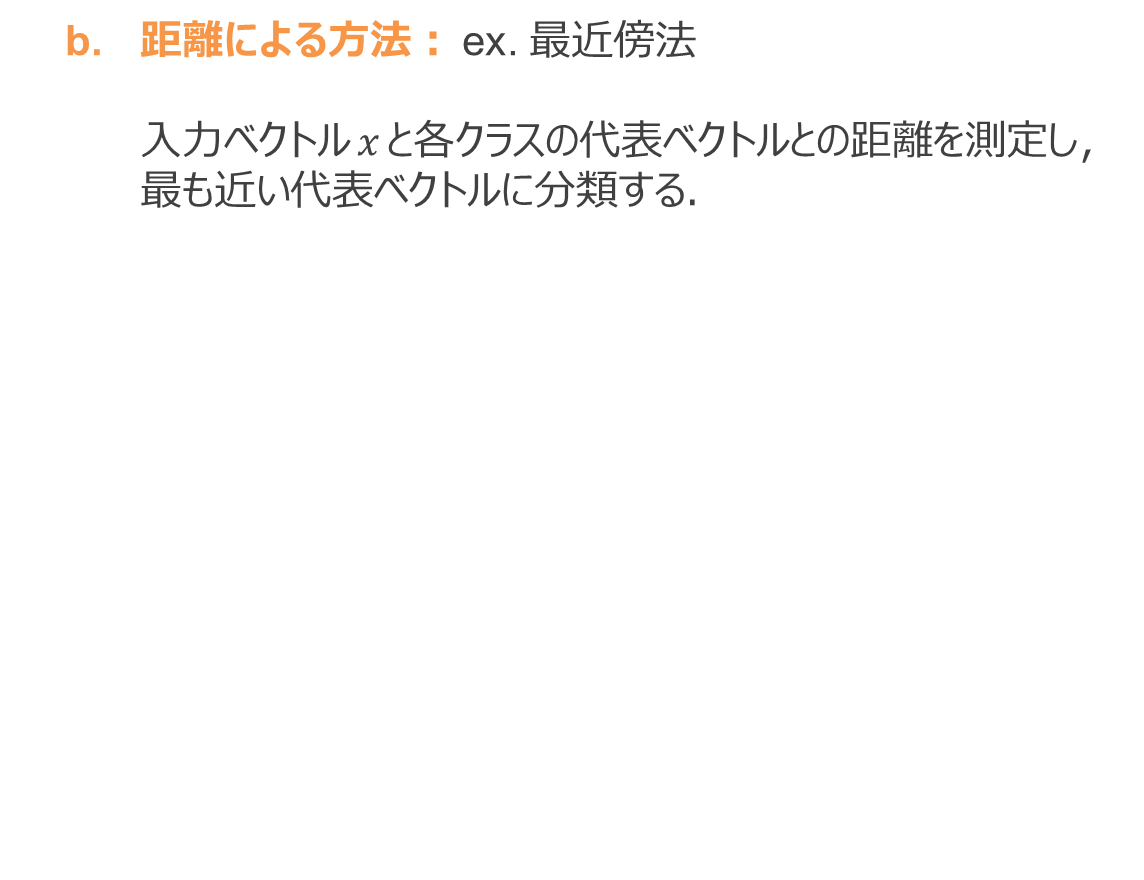 b. 距離による方法： ex. 最近傍法
入力ベクトル x と各クラスの代表ベクトルとの距離を測定し,
最も近い代表ベクトルに分類する.